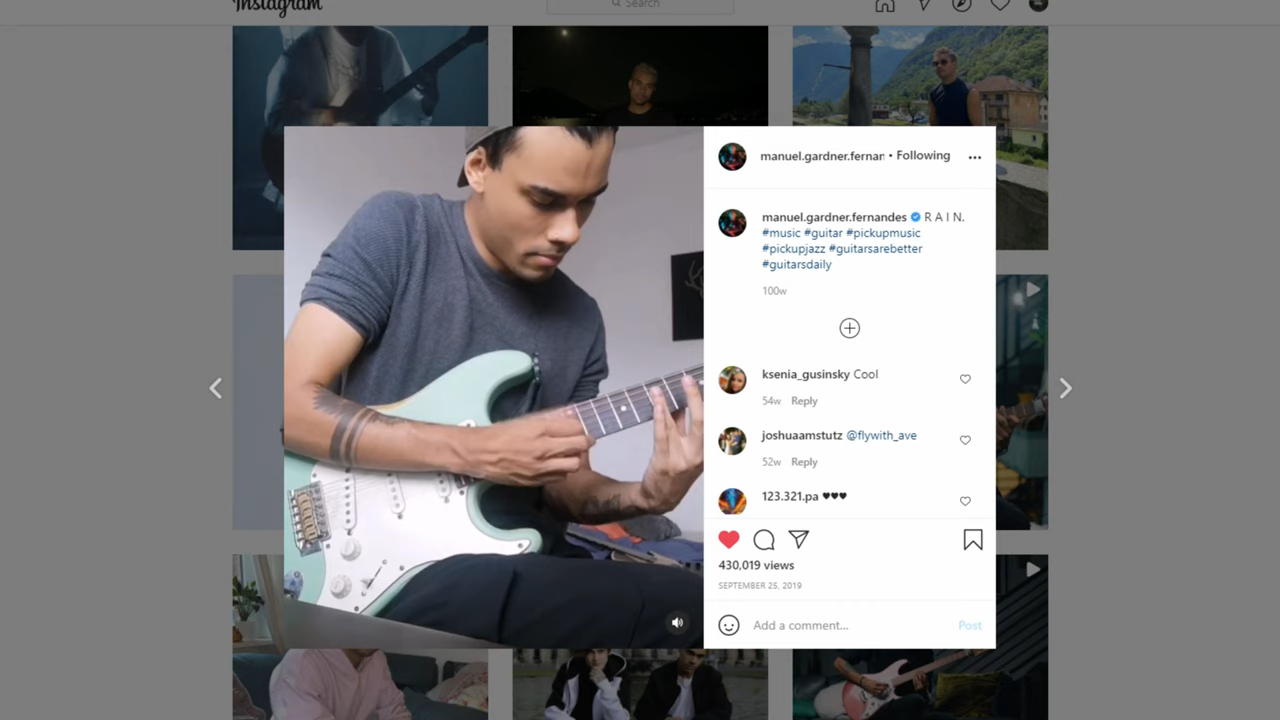 Instagram
Search
manuel.gardner.fernan • Following
manuel.gardner.fernandes R A I N.
#music #guitar #pickupmusic
#pickupjazz #guitarsarebetter
#guitarsdaily
100w
ksenia_gusinsky Cool
54w Reply
joshuaamstutz @flywith_ave
52w Reply
123.321.pa ♥♥♥
430,019 views
SEPTEMBER 25, 2019
Add a comment...
Post